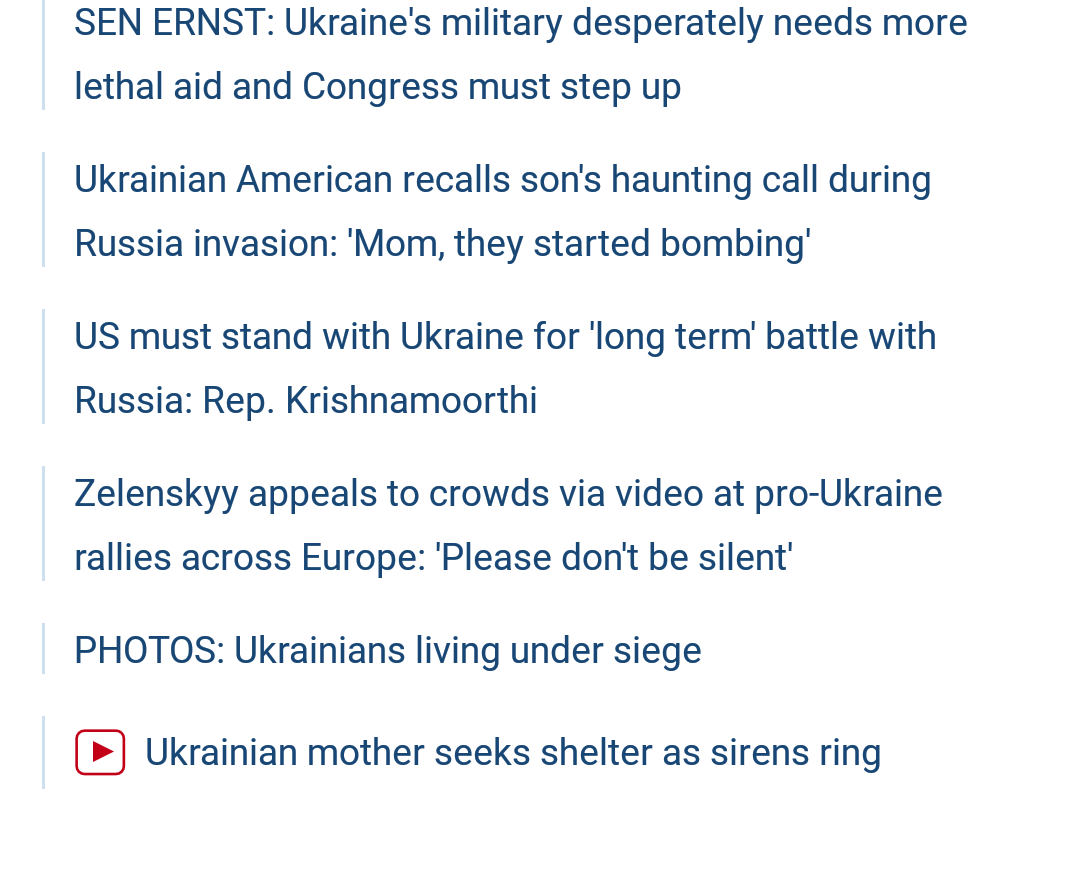 SEN ERNST: Ukraine's military desperately needs more
lethal aid and Congress must step up
Ukrainian American recalls son's haunting call during
Russia invasion: 'Mom, they started bombing'
US must stand with Ukraine for 'long term' battle with
Russia: Rep. Krishnamoorthi
Zelenskyy appeals to crowds via video at pro-Ukraine
rallies across Europe: 'Please don't be silent'
PHOTOS: Ukrainians living under siege
Ukrainian mother seeks shelter as sirens ring